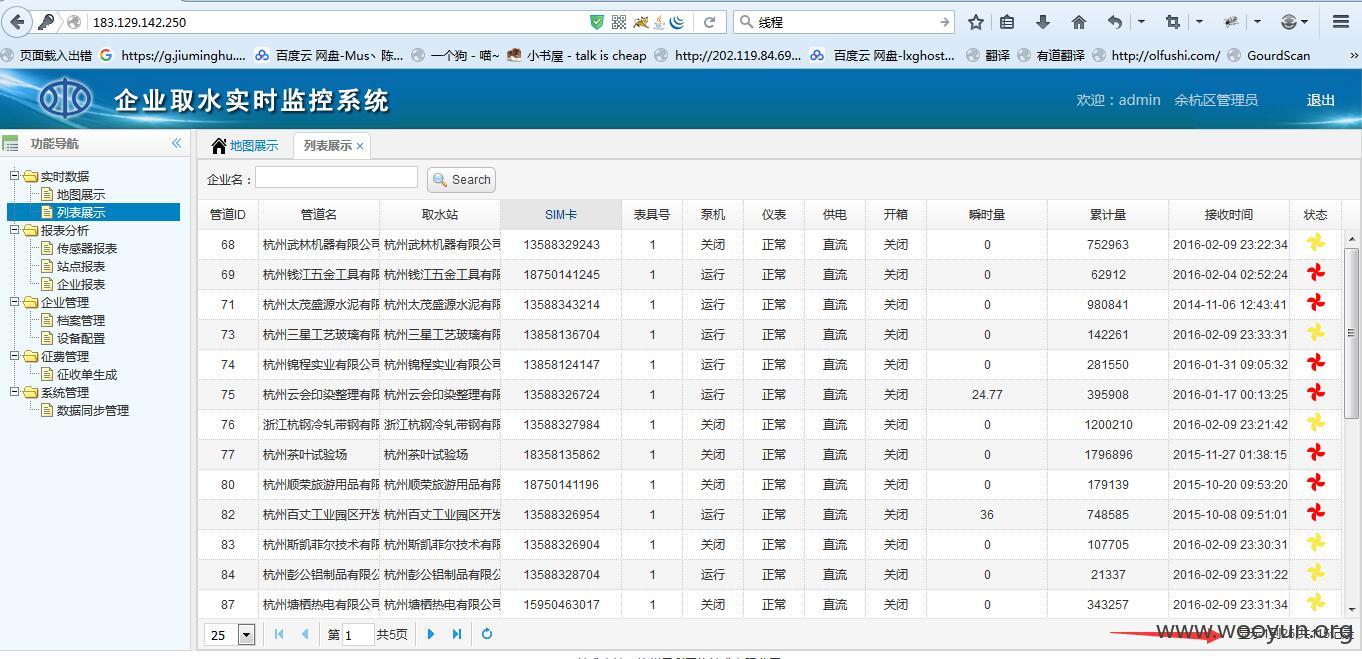 183.129.142.250
线程
页面载入出错 https://g.jiuminghu.... 百度云 网盘-Mus丶 陈... 一个狗 - 喵~ 小书屋 - talk is cheap http://202.119.84.69... 百度云 网盘-lxghost... 翻译 有道翻译 http://olfushi.com/ GourdScan »
企业取水实时监控系统
欢迎：admin 余杭区管理员 退出
功能导航 «
实时数据
地图展示
列表展示
报表分析
传感器报表
站点报表
企业报表
企业管理
档案管理
设备配置
征费管理
征收单生成
系统管理
数据同步管理
地图展示 列表展示 ×
企业名： Search
管道ID 管道名 取水站 SIM卡 表具号 泵机 仪表 供电 开箱 瞬时量 累计量 接收时间 状态
68 杭州武林机器有限公司 杭州武林机器有限公司 13588329243 1 关闭 正常 直流 关闭 0 752963 2016-02-09 23:22:34
69 杭州钱江五金工具有限 杭州钱江五金工具有限 18750141245 1 运行 正常 直流 关闭 0 62912 2016-02-04 02:52:24
71 杭州太茂盛源水泥有限 杭州太茂盛源水泥有限 13588343214 1 运行 正常 直流 关闭 0 980841 2014-11-06 12:43:41
73 杭州三星工艺玻璃有限 杭州三星工艺玻璃有限 13858136704 1 运行 正常 直流 关闭 0 142261 2016-02-09 23:33:31
74 杭州锦程实业有限公司 杭州锦程实业有限公司 13858124147 1 运行 正常 直流 关闭 0 281550 2016-01-31 09:05:32
75 杭州云会印染整理有限 杭州云会印染整理有限 13588326724 1 运行 正常 直流 关闭 24.77 395908 2016-01-17 00:13:25
76 浙江杭钢冷轧带钢有限 浙江杭钢冷轧带钢有限 13588327984 1 关闭 正常 直流 关闭 0 1200210 2016-02-09 23:21:42
77 杭州茶叶试验场 杭州茶叶试验场 18358135862 1 关闭 正常 直流 关闭 0 1796896 2015-11-27 01:38:15
80 杭州顺荣旅游用品有限 杭州顺荣旅游用品有限 18750141196 1 关闭 正常 直流 关闭 0 179139 2015-10-20 09:53:20
82 杭州百丈工业园区开发 杭州百丈工业园区开发 13588326954 1 运行 正常 直流 关闭 36 748585 2015-10-08 09:51:01
83 杭州斯凯菲尔技术有限 杭州斯凯菲尔技术有限 13588326904 1 关闭 正常 直流 关闭 0 107705 2016-02-09 23:30:31
84 杭州彭公铝制品有限公 杭州彭公铝制品有限公 13588328704 1 运行 正常 直流 关闭 0 21337 2016-02-09 23:31:22
87 杭州塘栖热电有限公司 杭州塘栖热电有限公司 15950463017 1 关闭 正常 直流 关闭 0 343257 2016-02-09 23:31:34
25 第 1 共5页
www.wooyun.org